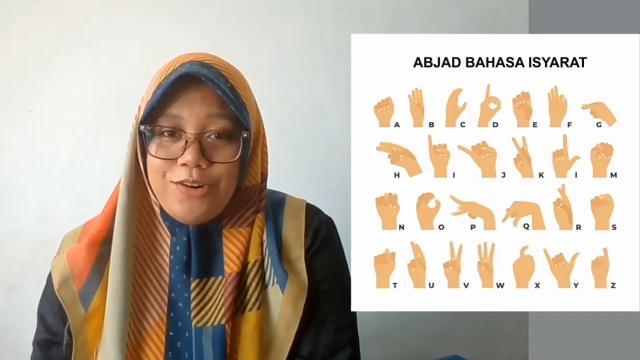 ABJAD BAHASA ISYARAT
A B C D E F G
H I J K I M
N O P Q R S
T U V W X Y Z